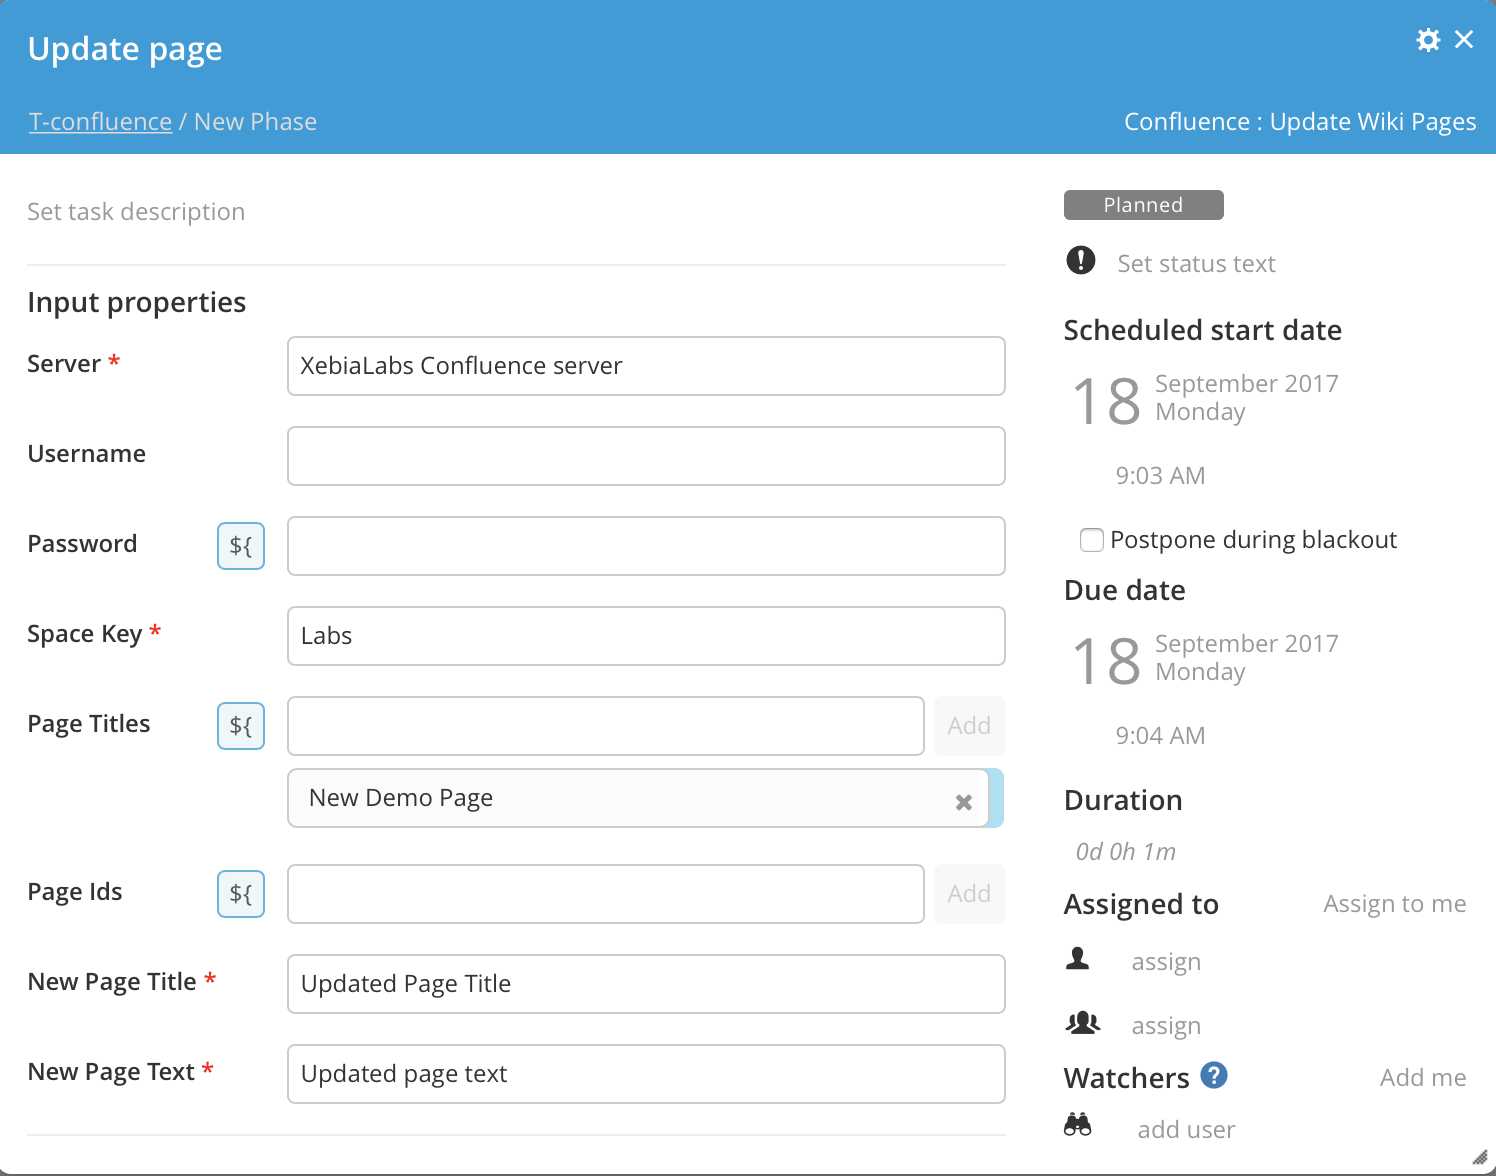 Update page
T-confluence / New Phase
Confluence : Update Wiki Pages
Set task description
Input properties
Server *
XebiaLabs Confluence server
Username
Password
${
Space Key *
Labs
Page Titles
${
Add
New Demo Page
Page Ids
${
Add
New Page Title *
Updated Page Title
New Page Text *
Updated page text
Planned
Set status text
Scheduled start date
18
September 2017
Monday
9:03 AM
Postpone during blackout
Due date
18
September 2017
Monday
9:04 AM
Duration
0d 0h 1m
Assigned to
Assign to me
assign
assign
Watchers ?
Add me
add user